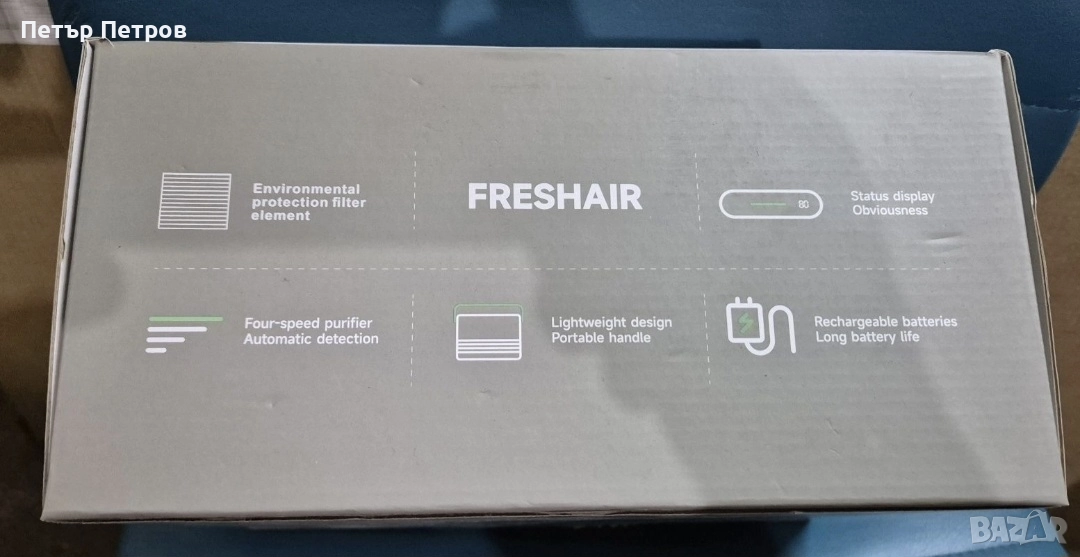 Петър Петров
Environmental
protection filter
element
FRESHAIR
80
Status display
Obviousness
Four-speed purifier
Automatic detection
Lightweight design
Portable handle
Rechargeable batteries
Long battery life
BAZAR